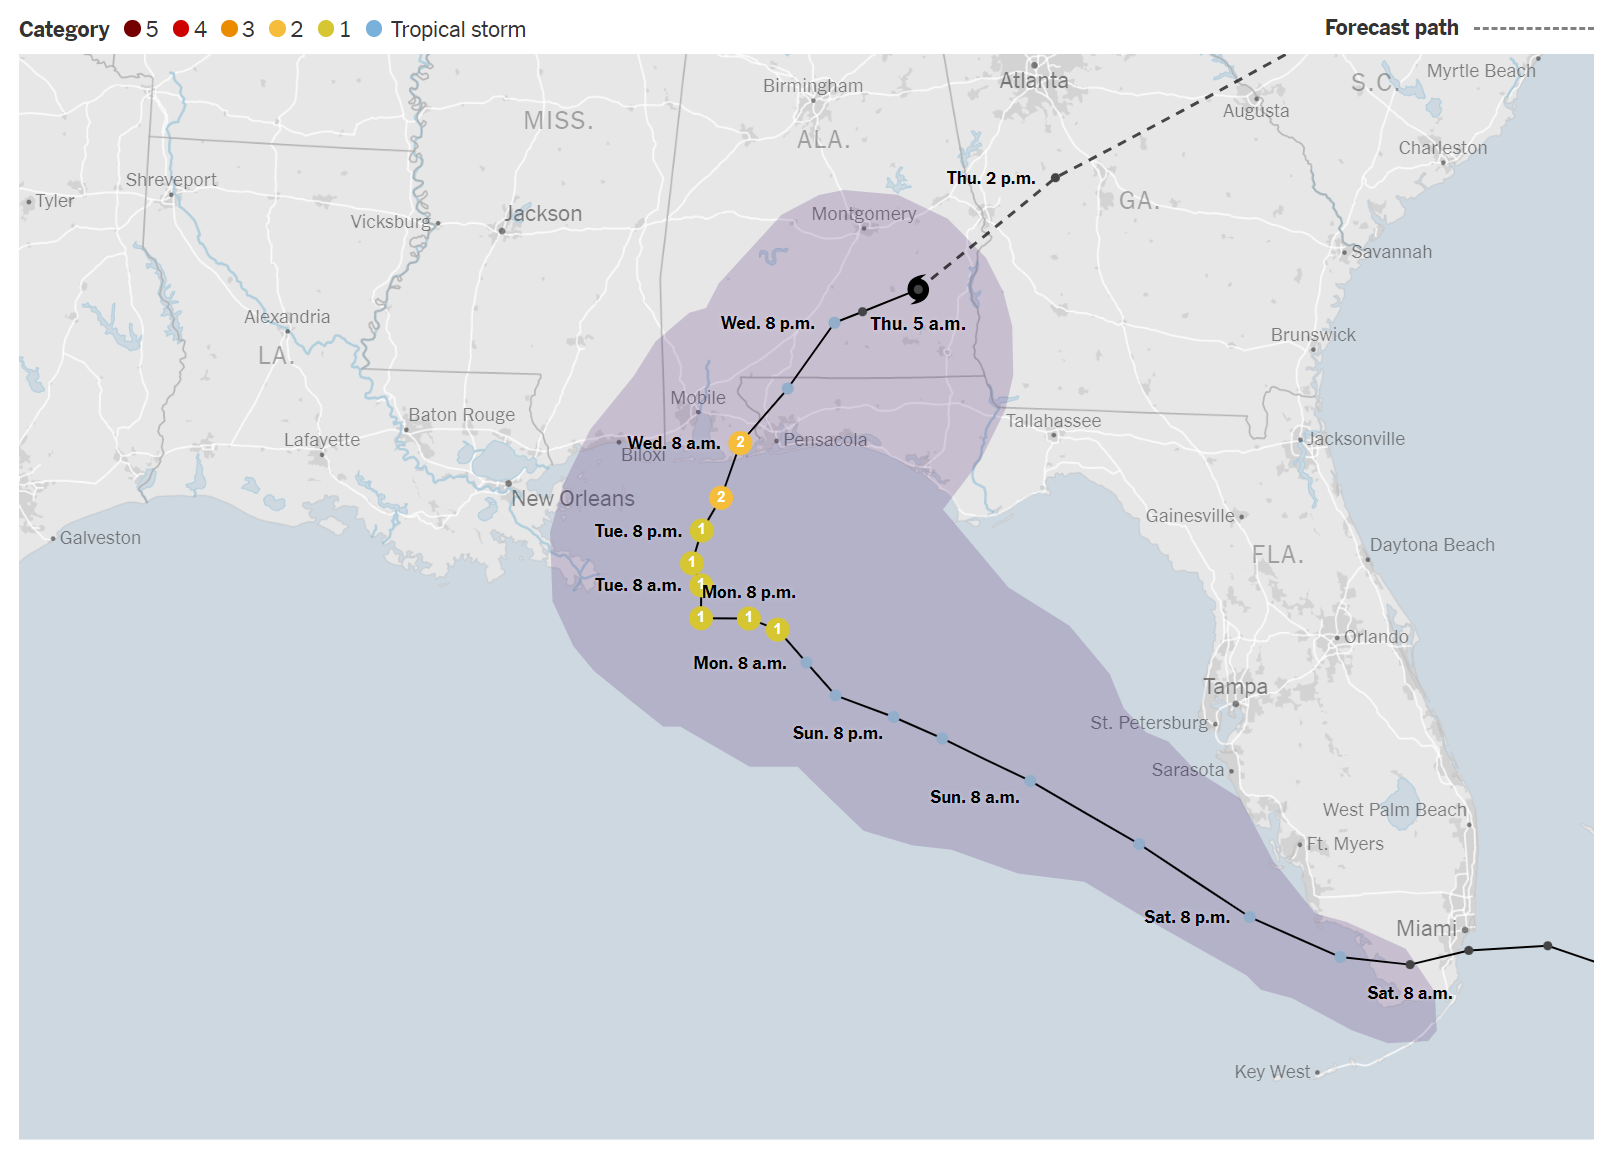 Category 5 4 3 2 1 Tropical storm
Forecast path
Birmingham
Atlanta
Myrtle Beach
S.C.
Augusta
MISS.
ALA.
Charleston
Shreveport
Thu. 2 p.m.
Tyler
GA.
Vicksburg
Jackson
Montgomery
Savannah
Alexandria
Wed. 8 p.m.
Thu. 5 a.m.
LA.
Brunswick
Mobile
Baton Rouge
Tallahassee
Lafayette
Wed. 8 a.m.
2
Pensacola
Jacksonville
Biloxi
New Orleans
2
Gainesville
Tue. 8 p.m.
1
Galveston
Daytona Beach
FLA.
1
Tue. 8 a.m.
1
Mon. 8 p.m.
1
1
1
Orlando
Mon. 8 a.m.
Tampa
St. Petersburg
Sun. 8 p.m.
Sarasota
Sun. 8 a.m.
West Palm Beach
Ft. Myers
Sat. 8 p.m.
Miami
Sat. 8 a.m.
Key West